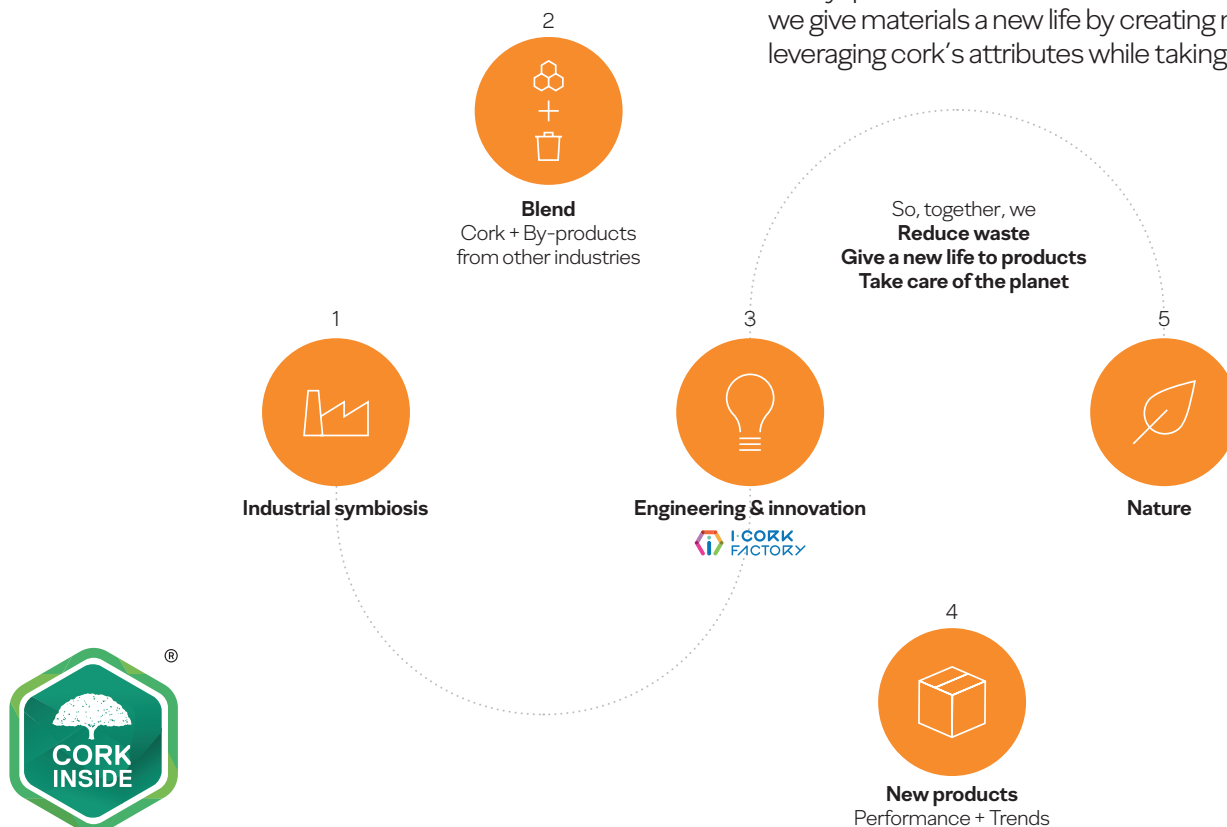 we give materials a new life by creating
leveraging cork's attributes while taking
2
Blend
Cork + By-products
from other industries
So, together, we
Reduce waste
Give a new life to products
Take care of the planet
1
Industrial symbiosis
3
Engineering & innovation
I·CORK
FACTORY
5
Nature
4
New products
Performance + Trends
®
CORK
INSIDE